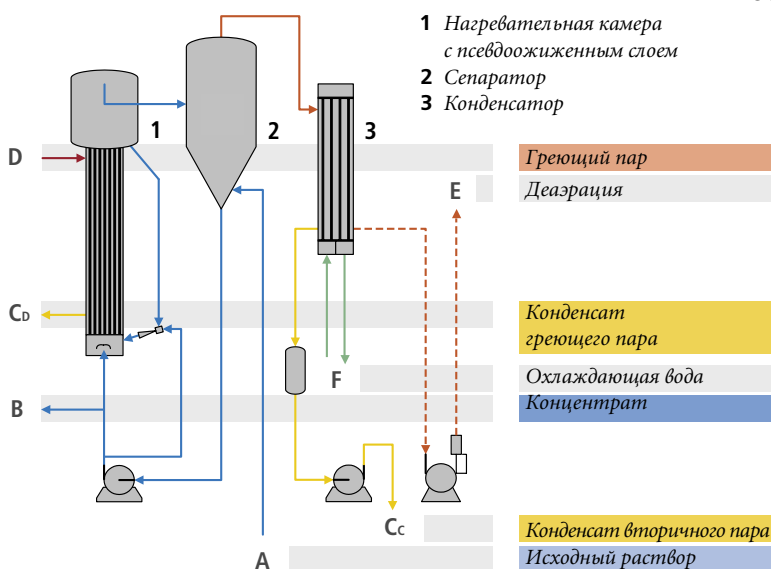 1 Нагревательная камера
с псевдоожиженным слоем
2 Сепаратор
3 Конденсатор
1
2
3
D
Греющий пар
E
Деаэрация
CD
Конденсат
греющего пара
F
Охлаждающая вода
B
Концентрат
Cc
Конденсат вторичного пара
A
Исходный раствор